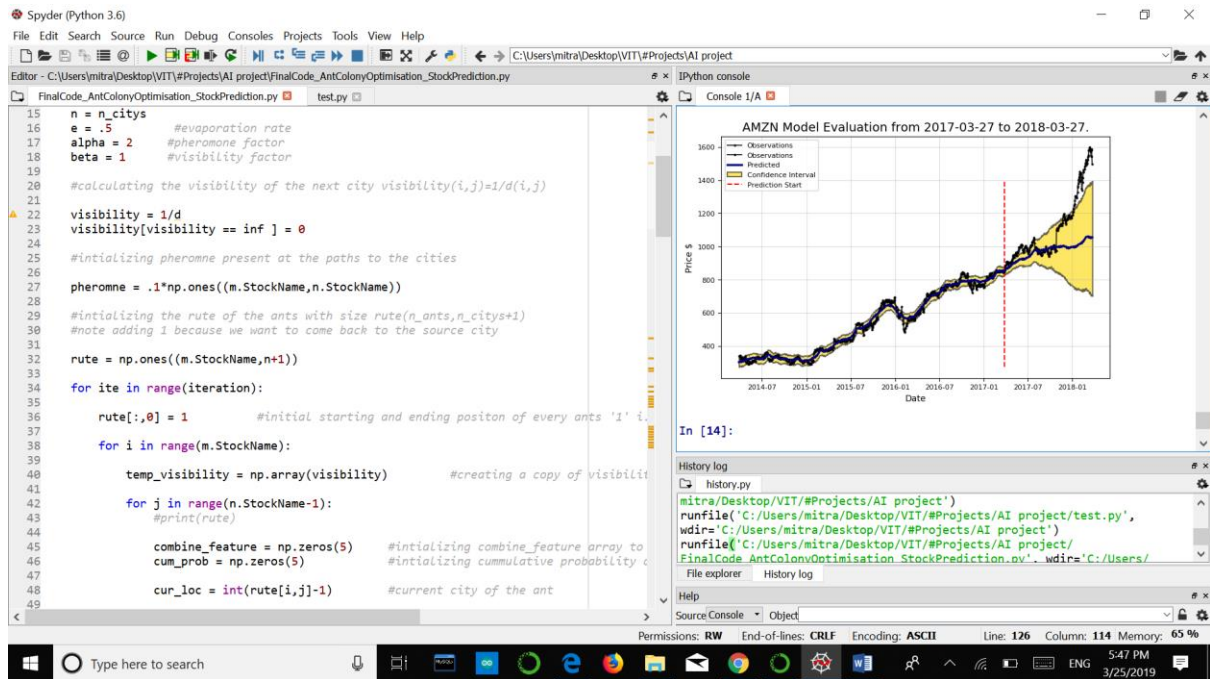 Spyder (Python 3.6)
File Edit Search Source Run Debug Consoles Projects Tools View Help
C:\Users\mitra\Desktop\VIT\#Projects\AI project
Editor - C:\Users\mitra\Desktop\VIT\#Projects\AI project\FinalCode_AntColonyOptimisation_StockPrediction.py
FinalCode_AntColonyOptimisation_StockPrediction.py test.py
15 n = n_citys
16 e = .5 #evaporation rate
17 alpha = 2 #pheromone factor
18 beta = 1 #visibility factor
19
20 #calculating the visibility of the next city visibility(i,j)=1/d(i,j)
21
22 visibility = 1/d
23 visibility[visibility == inf ] = 0
24
25 #intializing pheromne present at the paths to the cities
26
27 pheromne = .1*np.ones((m.StockName,n.StockName))
28
29 #intializing the rute of the ants with size rute(n_ants,n_citys+1)
30 #note adding 1 because we want to come back to the source city
31
32 rute = np.ones((m.StockName,n+1))
33
34 for ite in range(iteration):
35
36 rute[:,0] = 1 #initial starting and ending positon of every ants '1' i.
37
38 for i in range(m.StockName):
39
40 temp_visibility = np.array(visibility) #creating a copy of visibilit
41
42 for j in range(n.StockName-1):
43 #print(rute)
44
45 combine_feature = np.zeros(5) #intializing combine_feature array to
46 cum_prob = np.zeros(5) #intializing cummulative probability
47
48 cur_loc = int(rute[i,j]-1) #current city of the ant
49
IPython console
Console 1/A
AMZN Model Evaluation from 2017-03-27 to 2018-03-27.
Observations
Observations
Predicted
Confidence Interval
Prediction Start
1600
1400
1200
1000
800
600
400
Price $
2014-07 2015-01 2015-07 2016-01 2016-07 2017-01 2017-07 2018-01
Date
In [14]:
History log
history.py
mitra/Desktop/VIT/#Projects/AI project')
runfile('C:/Users/mitra/Desktop/VIT/#Projects/AI project/test.py',
wdir='C:/Users/mitra/Desktop/VIT/#Projects/AI project')
runfile('C:/Users/mitra/Desktop/VIT/#Projects/AI project/
FinalCode_AntColonyOptimisation_StockPrediction.py', wdir='C:/Users/
File explorer History log
Help
Source Console Object
Permissions: RW End-of-lines: CRLF Encoding: ASCII Line: 126 Column: 114 Memory: 65 %
Type here to search
ENG
5:47 PM
3/25/2019